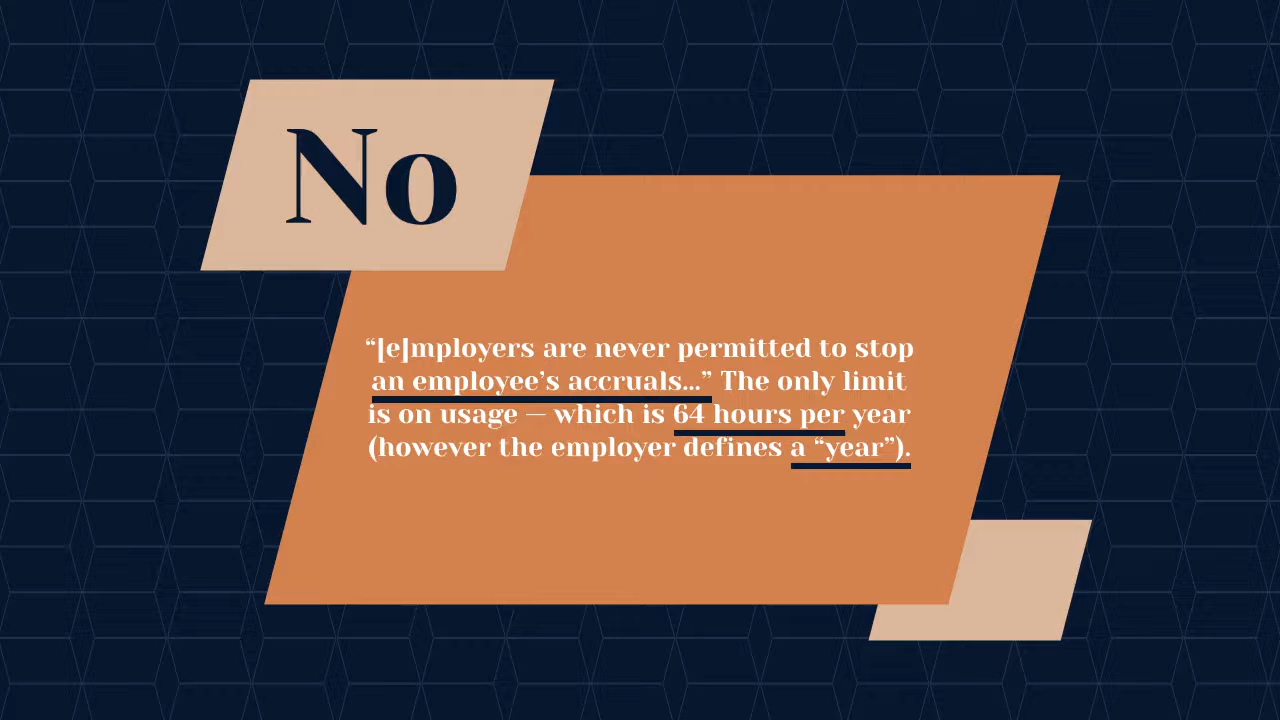 No
“[e]mployers are never permitted to stop
an employee’s accruals...” The only limit
is on usage — which is 64 hours per year
(however the employer defines a “year”).